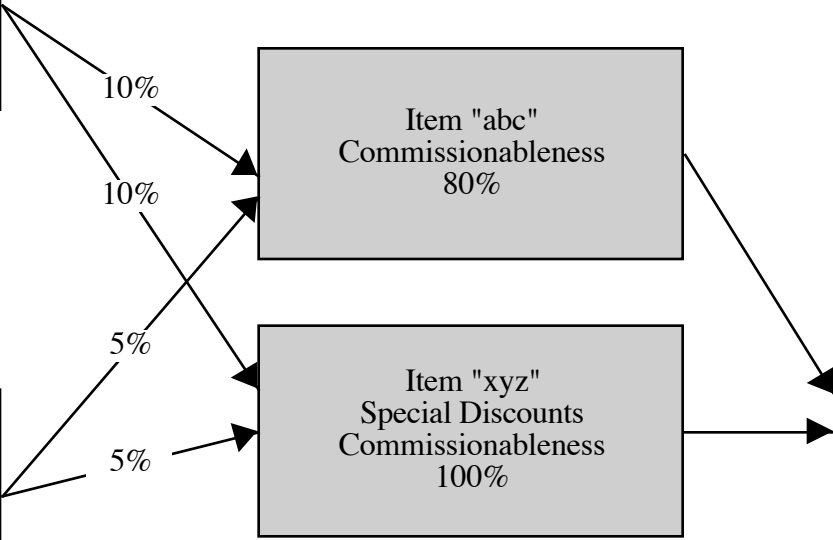 10%
10%
5%
5%
Item "abc"
Commissionableness
80%
Item "xyz"
Special Discounts
Commissionableness
100%